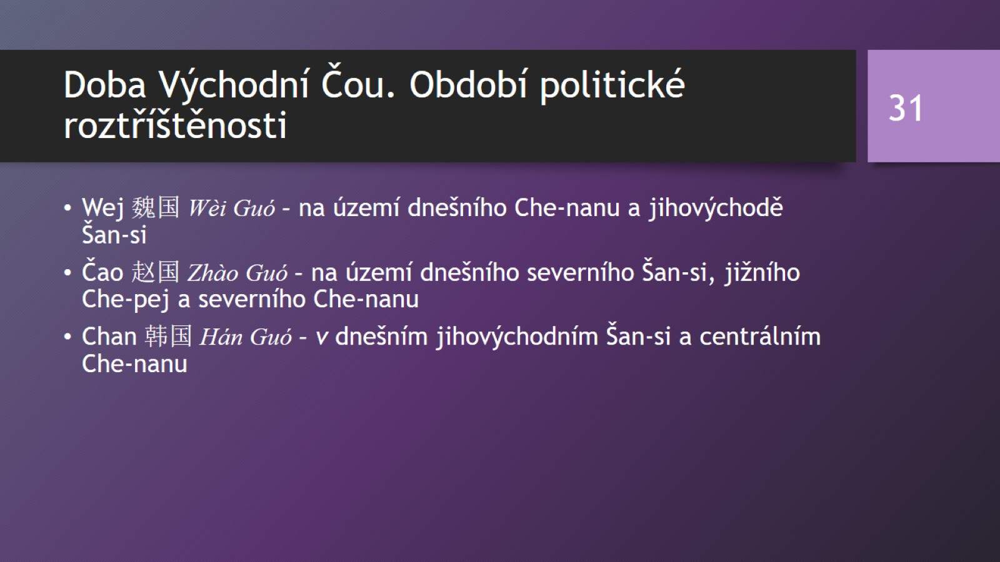 Doba Východní Čou. Období politické
roztříštěnosti
31
• Wej 魏国 Wèi Guó – na území dnešního Che-nanu a jihovýchodě
Šan-si
• Čao 赵国 Zhào Guó – na území dnešního severního Šan-si, jižního
Che-pej a severního Che-nanu
• Chan 韩国 Hán Guó – v dnešním jihovýchodním Šan-si a centrálním
Che-nanu